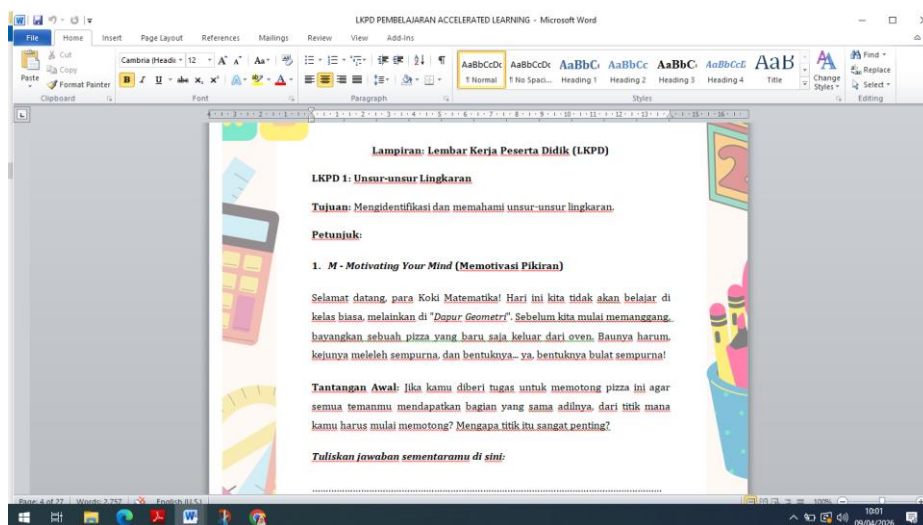 LKPD PEMBELAJARAN ACCELERATED LEARNING - Microsoft Word
File Home Insert Page Layout References Mailings Review View Add-Ins
Cut
Copy
Format Painter
Paste
Clipboard
Cambria (Headin 12
Font
Paragraph
AaBbCcDc AaBbCcDc AaBbC AaBbCc AaBbC AaBbCcD AaB
¶ Normal ¶ No Spaci... Heading 1 Heading 2 Heading 3 Heading 4 Title
Change Styles
Styles
Find
Replace
Select
Editing
Lampiran: Lembar Kerja Peserta Didik (LKPD)
LKPD 1: Unsur-unsur Lingkaran
Tujuan: Mengidentifikasi dan memahami unsur-unsur lingkaran.
Petunjuk:
1. M - Motivating Your Mind (Memotivasi Pikiran)
Selamat datang, para Koki Matematika! Hari ini kita tidak akan belajar di
kelas biasa, melainkan di "Dapur Geometri". Sebelum kita mulai memanggang,
bayangkan sebuah pizza yang baru saja keluar dari oven. Baunya harum,
kejunya meleleh sempurna, dan bentuknya... ya, bentuknya bulat sempurna!
Tantangan Awal: Jika kamu diberi tugas untuk memotong pizza ini agar
semua temanmu mendapatkan bagian yang sama adilnya, dari titik mana
kamu harus mulai memotong? Mengapa titik itu sangat penting?
Tuliskan jawaban sementaramu di sini:
Page: 4 of 27 Words: 2.757 English (U.S.) 100%
10:01
09/04/2026